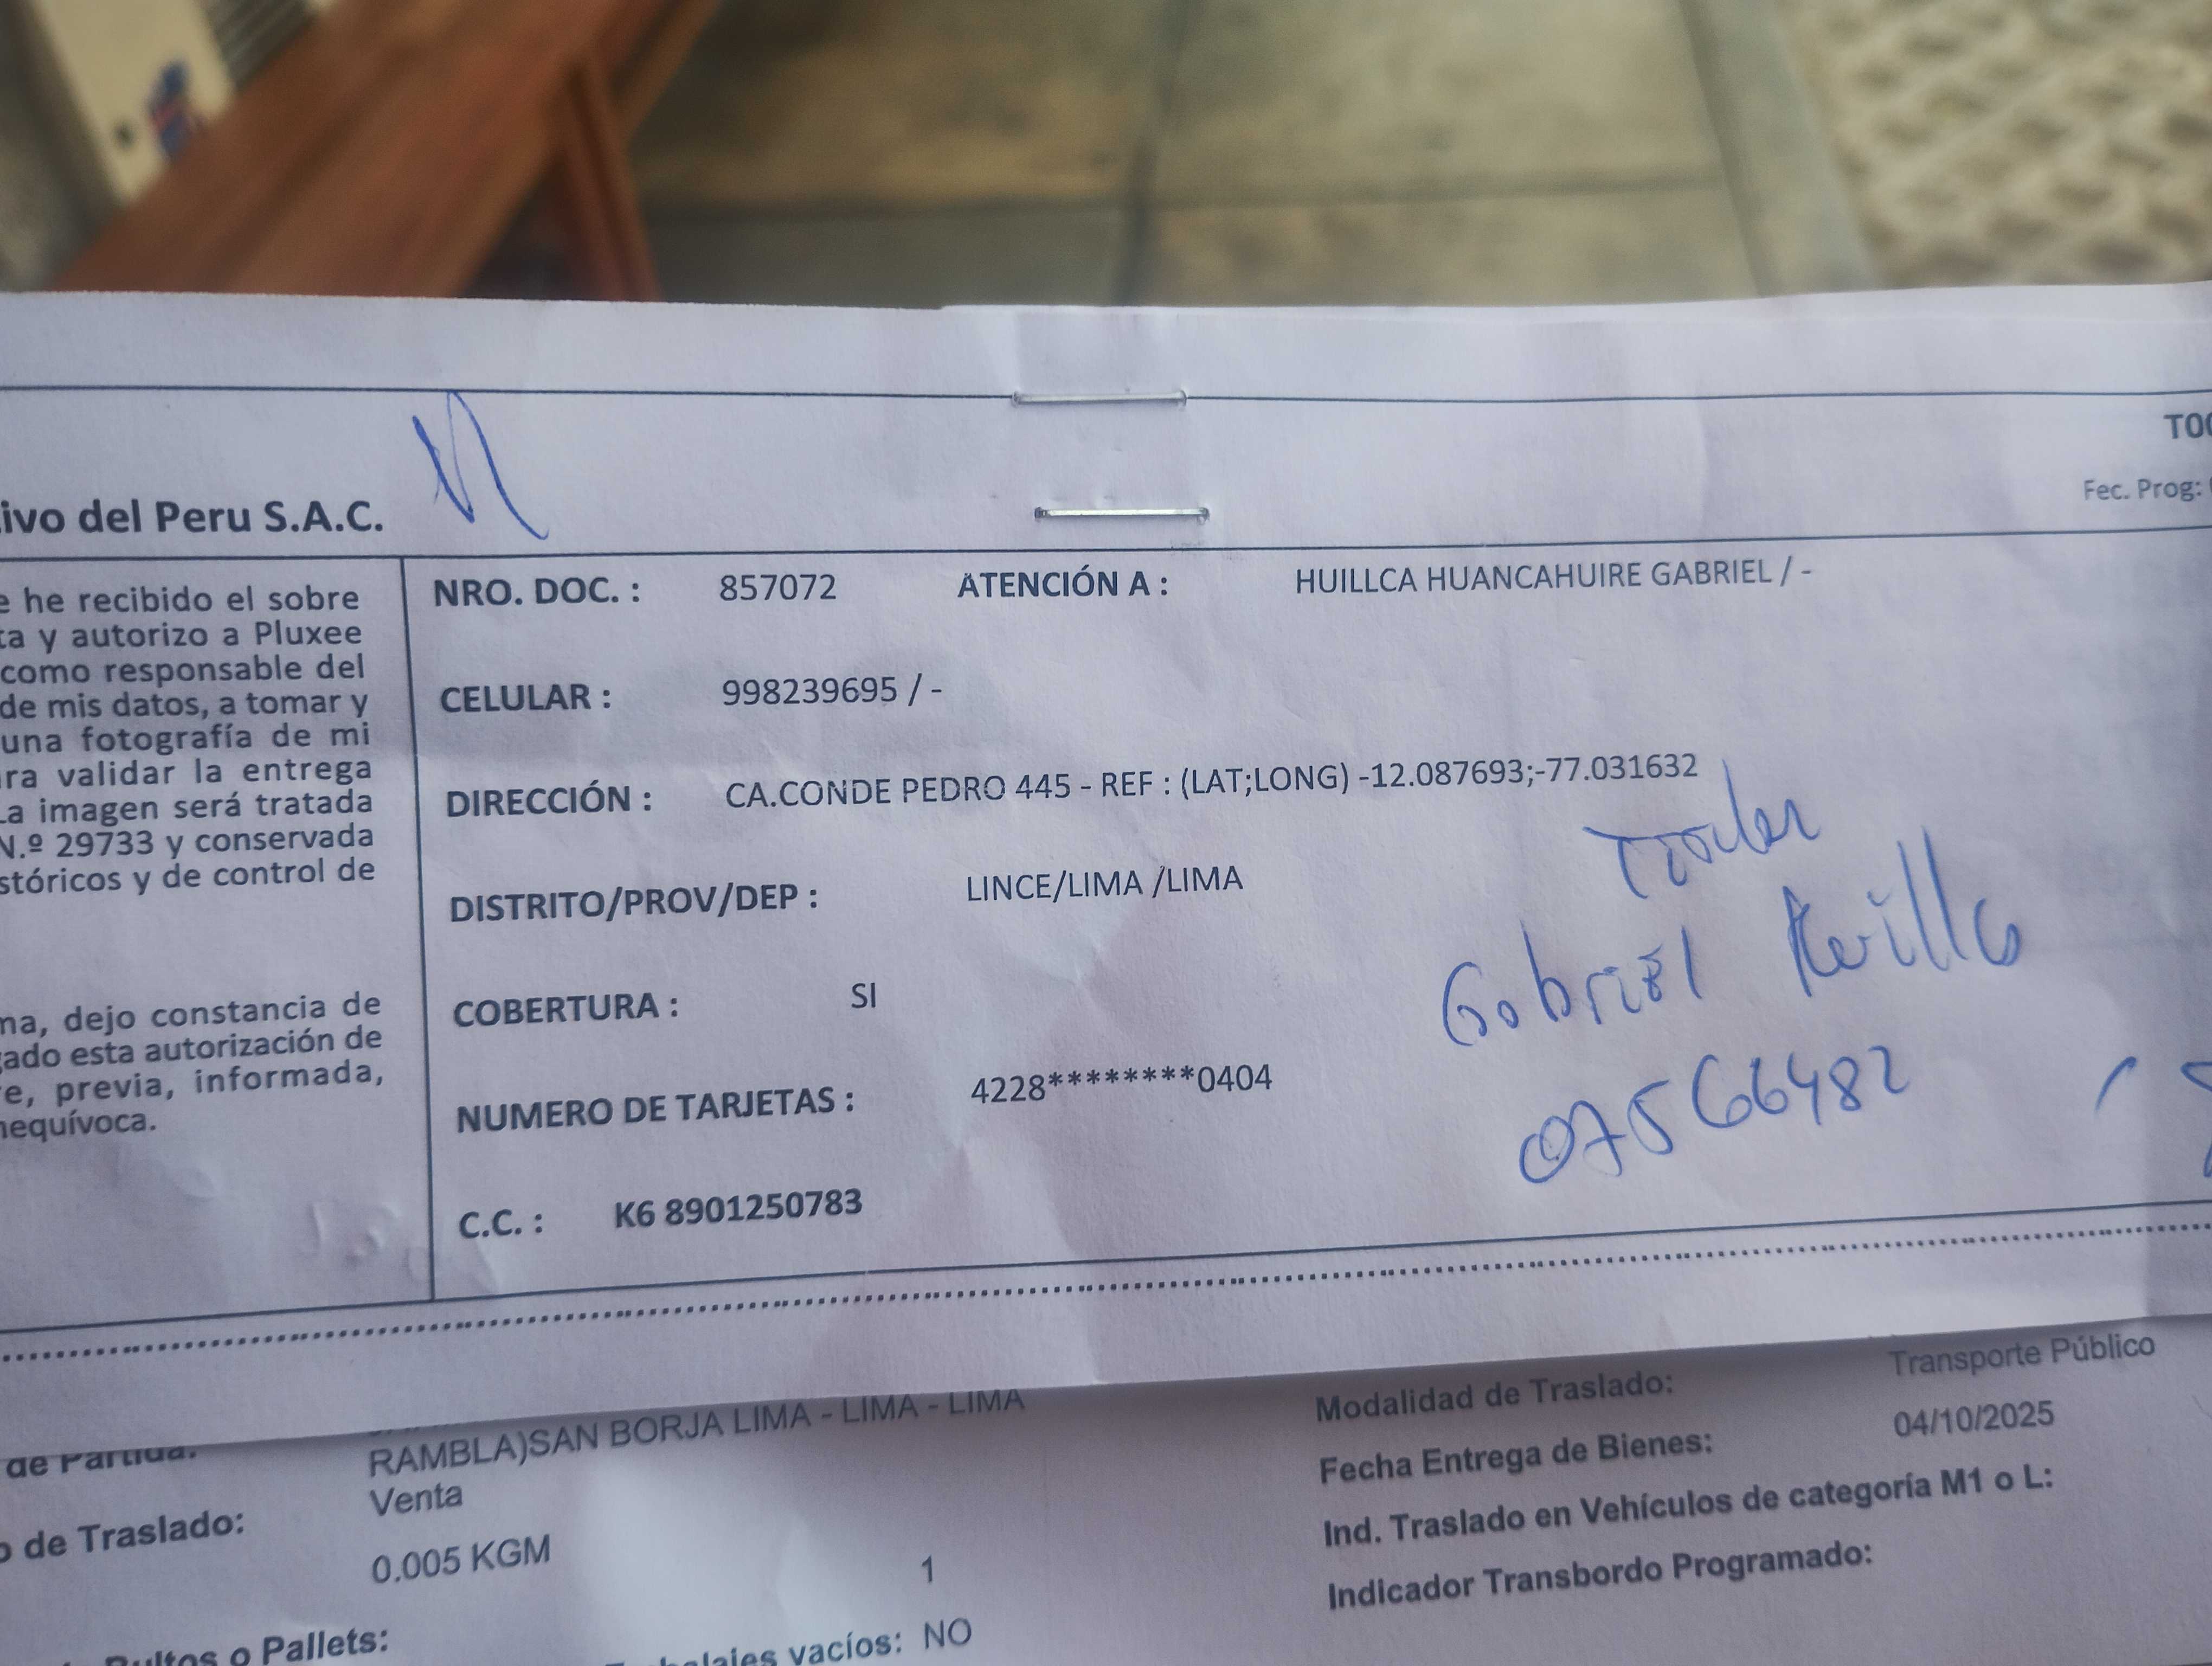 TO
Fec. Prog:
ivo del Peru S.A.C.
e he recibido el sobre
ta y autorizo a Pluxee
como responsable del
de mis datos, a tomar y
una fotografía de mi
ra validar la entrega
La imagen será tratada
N.º 29733 y conservada
stóricos y de control de
ma, dejo constancia de
gado esta autorización de
re, previa, informada,
nequívoca.
NRO. DOC. : 857072 ATENCIÓN A : HUILLCA HUANCAHUIRE GABRIEL / -
CELULAR : 998239695 / -
DIRECCIÓN : CA.CONDE PEDRO 445 - REF : (LAT;LONG) -12.087693;-77.031632
DISTRITO/PROV/DEP : LINCE/LIMA /LIMA
COBERTURA : SI
NUMERO DE TARJETAS : 4228********0404
C.C. : K6 8901250783
Gabriel Huillca
07566482
de Partida:
RAMBLA)SAN BORJA LIMA - LIMA - LIMA
o de Traslado: Venta
0.005 KGM
1
Bultos o Pallets:
vacíos: NO
Modalidad de Traslado: Transporte Público
Fecha Entrega de Bienes: 04/10/2025
Ind. Traslado en Vehículos de categoría M1 o L:
Indicador Transbordo Programado: